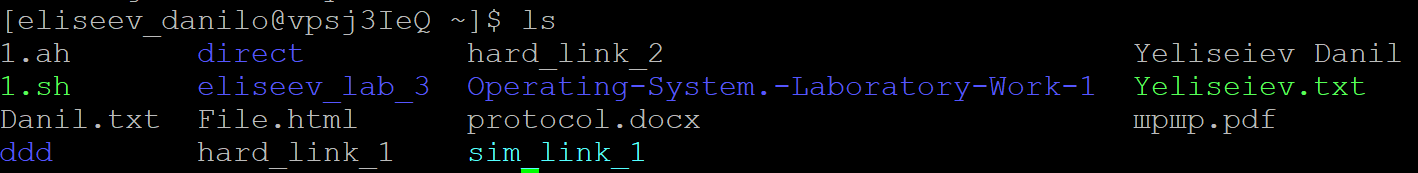 [eliseev_danilo@vpsj3IeQ ~]$ ls
1.ah direct hard_link_2 Yeliseiev Danil
1.sh eliseev_lab_3 Operating-System.-Laboratory-Work-1 Yeliseiev.txt
Danil.txt File.html protocol.docx шршр.pdf
ddd hard_link_1 sim_link_1